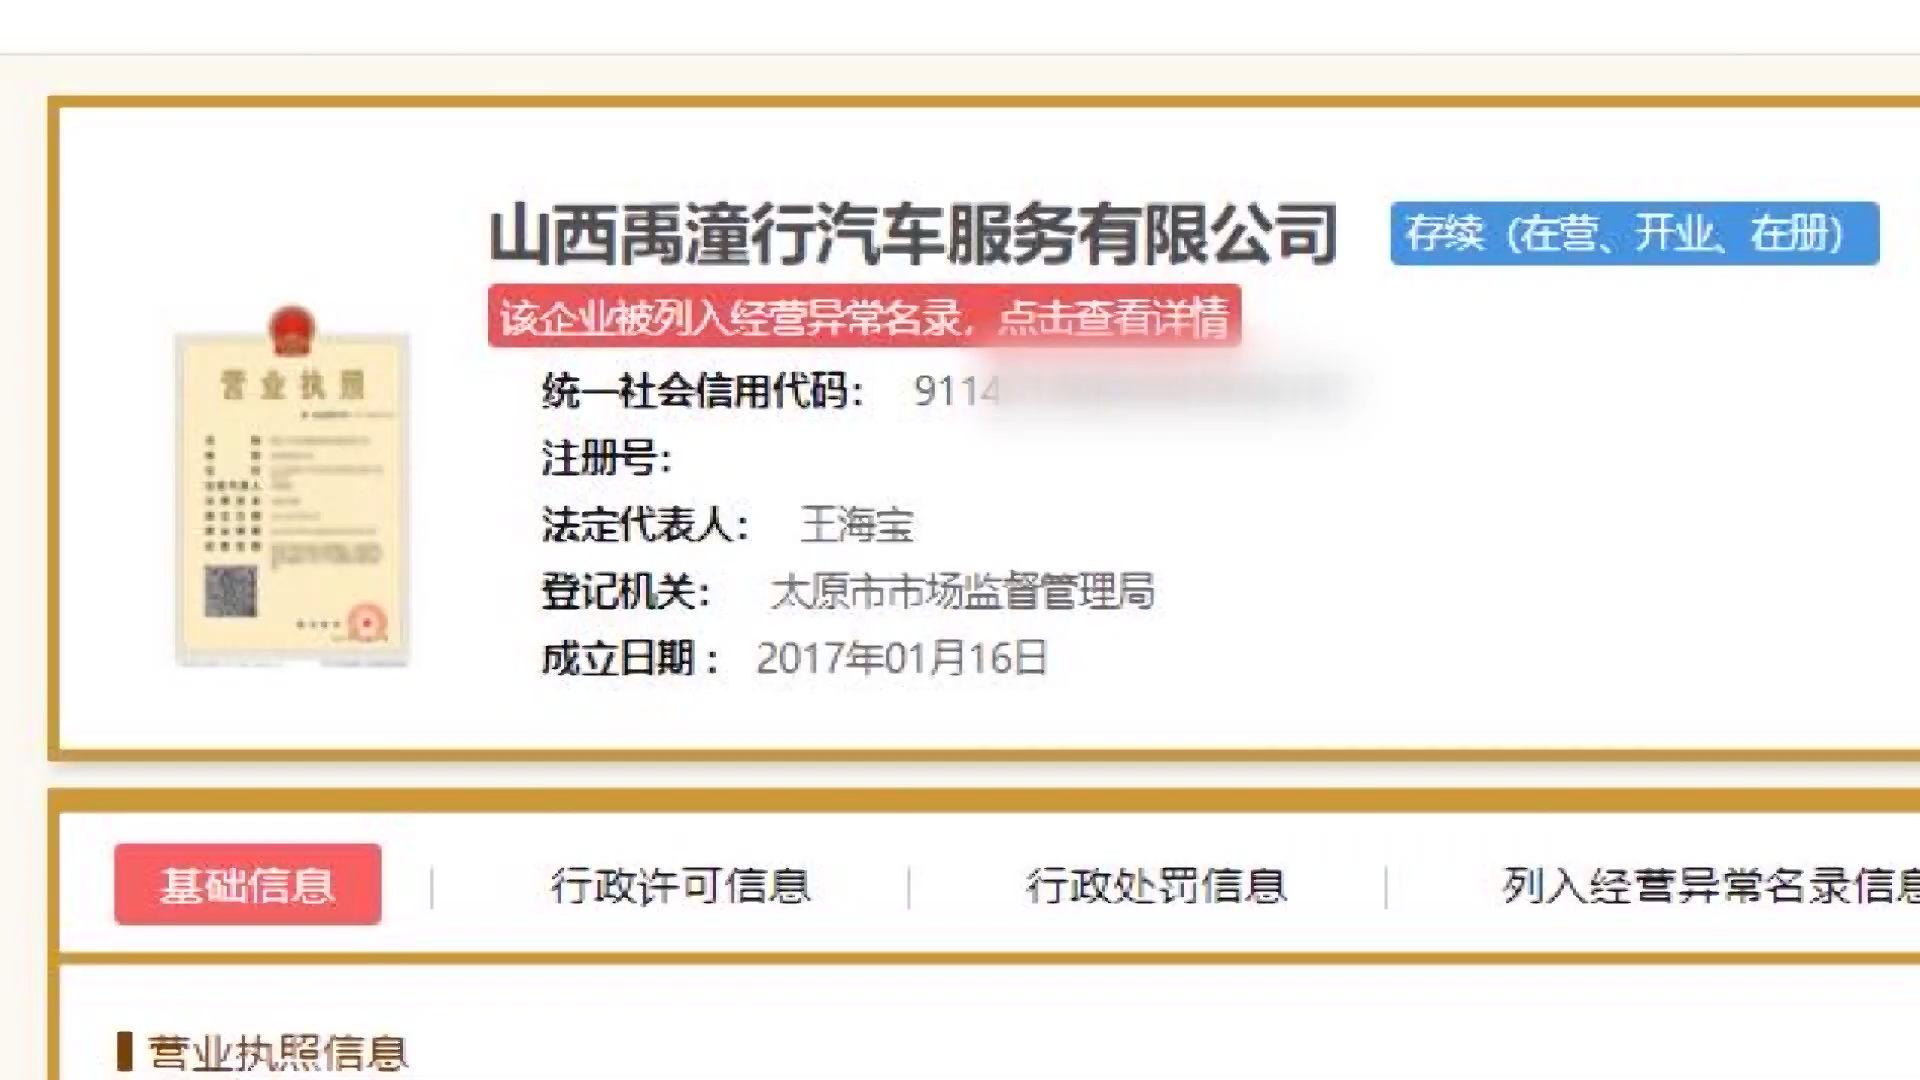 山西禹潼行汽车服务有限公司 存续（在营、开业、在册）
该企业被列入经营异常名录，点击查看详情
统一社会信用代码： 9114
注册号：
法定代表人： 王海宝
登记机关： 太原市市场监督管理局
成立日期： 2017年01月16日
营业执照
基础信息 行政许可信息 行政处罚信息 列入经营异常名录信息
营业执照信息